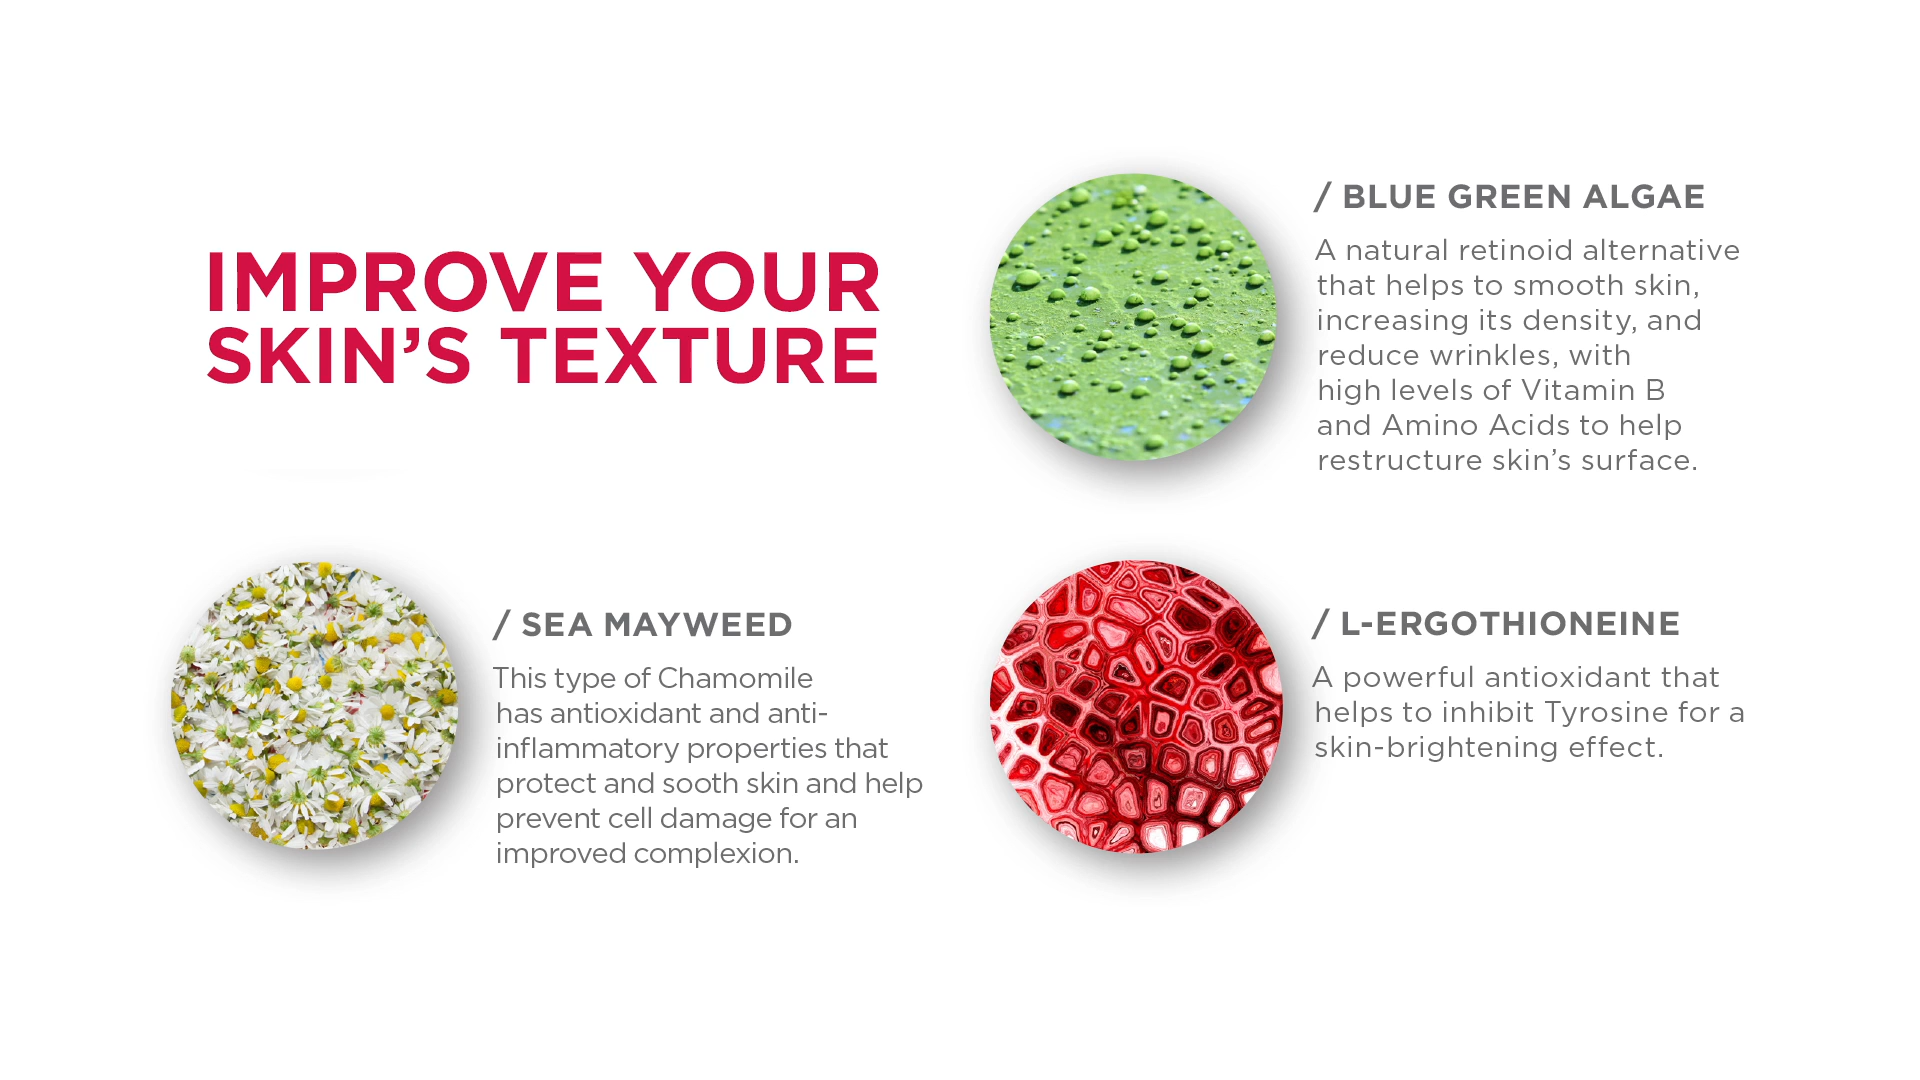 IMPROVE YOUR
SKIN’S TEXTURE
/ BLUE GREEN ALGAE
A natural retinoid alternative
that helps to smooth skin,
increasing its density, and
reduce wrinkles, with
high levels of Vitamin B
and Amino Acids to help
restructure skin’s surface.
/ SEA MAYWEED
This type of Chamomile
has antioxidant and anti-
inflammatory properties that
protect and sooth skin and help
prevent cell damage for an
improved complexion.
/ L-ERGOTHIONEINE
A powerful antioxidant that
helps to inhibit Tyrosine for a
skin-brightening effect.